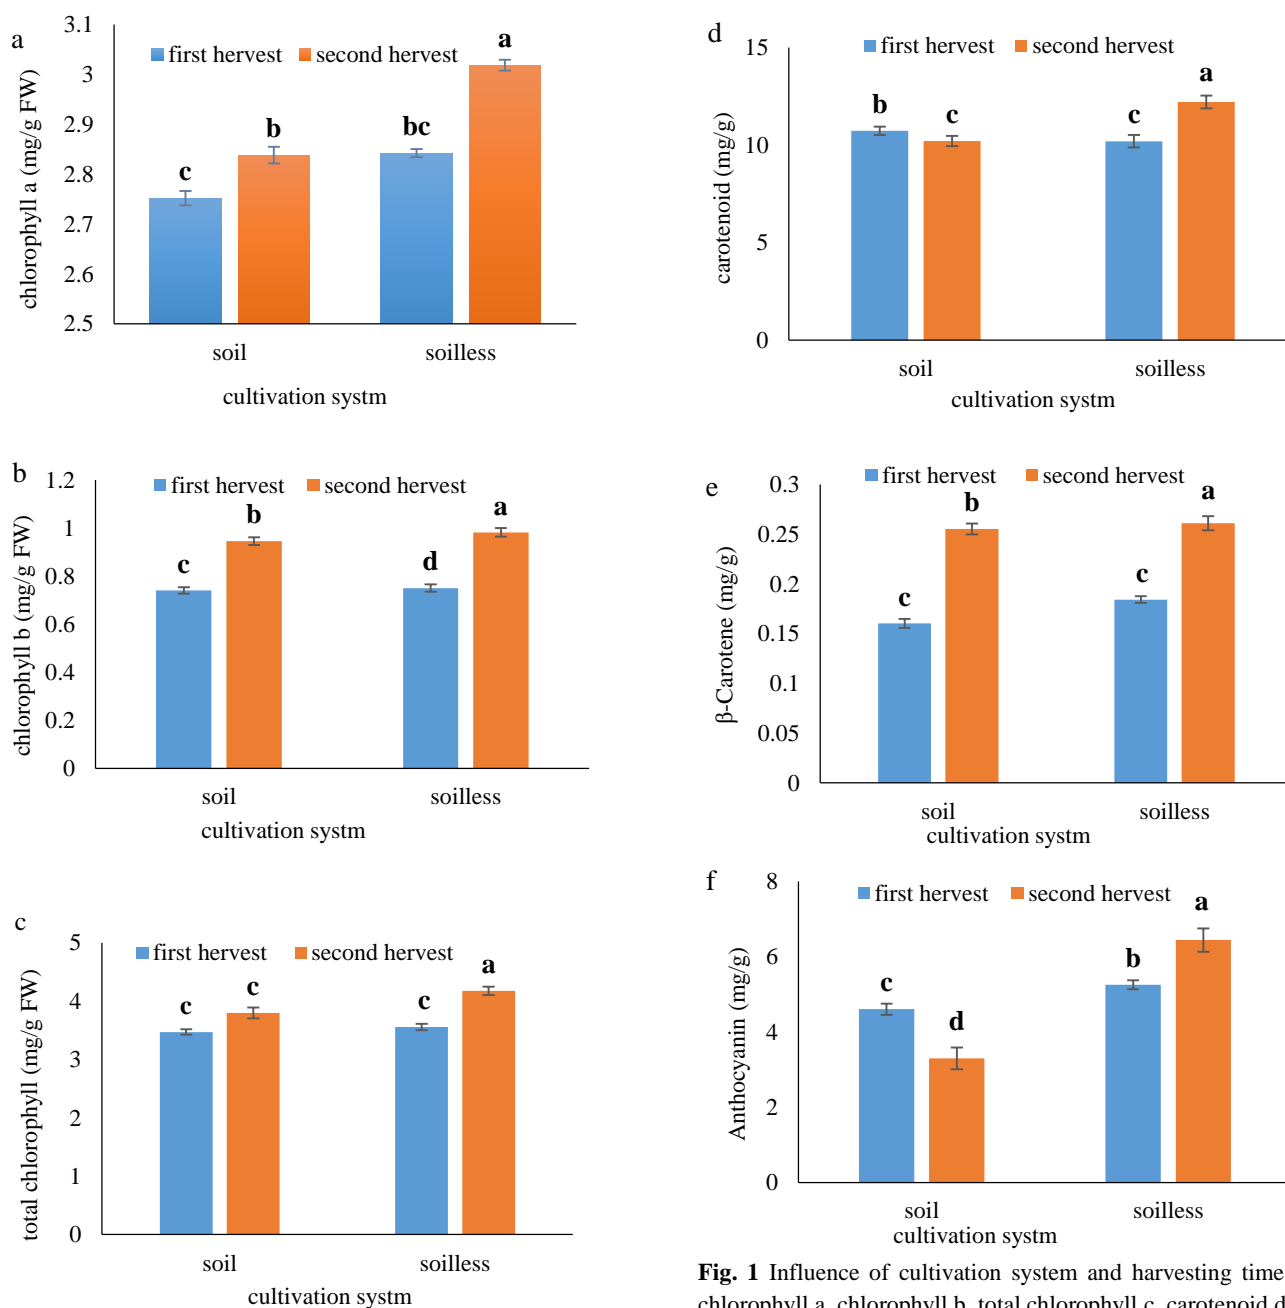 a
3.1
3
2.9
2.8
2.7
2.6
2.5
chlorophyll a (mg/g FW)
first hervest second hervest
c
b
bc
a
soil soilless
cultivation systm
b
1.2
1
0.8
0.6
0.4
0.2
0
chlorophyll b (mg/g FW)
first hervest second hervest
c
b
d
a
soil soilless
cultivation systm
c
5
4
3
2
1
0
total chlorophyll (mg/g FW)
first hervest second hervest
c
c
c
a
soil soilless
cultivation systm
d
15
10
5
0
carotenoid (mg/g)
first hervest second hervest
b
c
c
a
soil soilless
cultivation systm
e
0.3
0.25
0.2
0.15
0.1
0.05
0
β-Carotene (mg/g)
first hervest second hervest
c
b
c
a
soil soilless
cultivation systm
f
8
6
4
2
0
Anthocyanin (mg/g)
first hervest second hervest
c
d
b
a
soil soilless
cultivation systm
Fig. 1 Influence of cultivation system and harvesting time
chlorophyll a, chlorophyll b, total chlorophyll c, carotenoid d